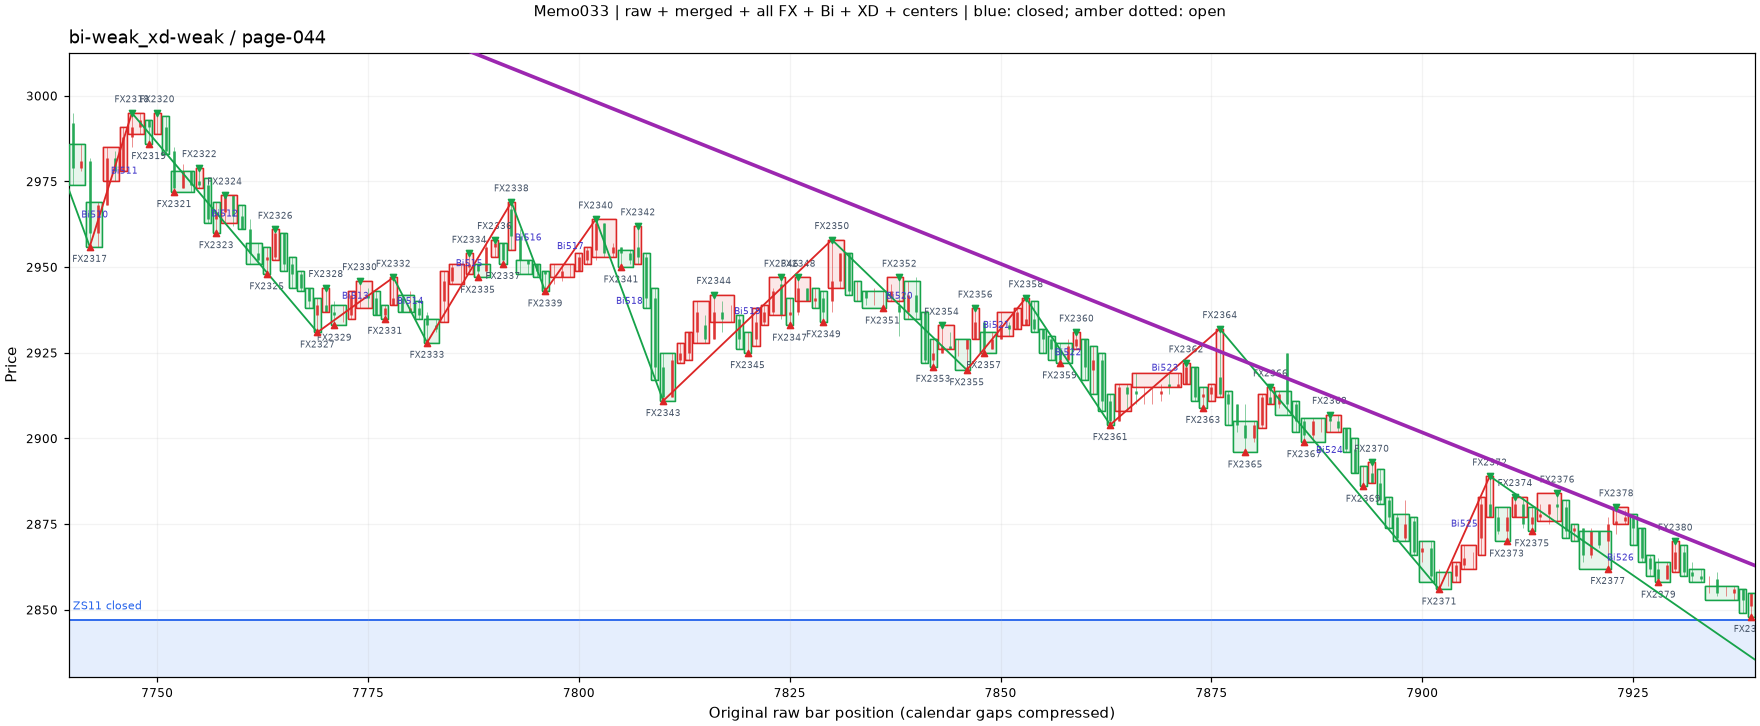 Memo033 | raw + merged + all FX + Bi + XD + centers | blue: closed; amber dotted: open
bi-weak_xd-weak / page-044
Price
3000
2975
2950
2925
2900
2875
2850
FX2320
FX2319
FX2322
Bi511
FX2324
FX2321
Bi510
Bi512
FX2326
FX2323
FX2317
FX2338
FX2340
FX2342
FX2336
FX2334
Bi516
Bi517
Bi515
FX2337
FX2341
FX2325
FX2328
FX2330
FX2332
FX2335
FX2339
Bi513
Bi514
Bi518
FX2331
FX2329
FX2327
FX2333
FX2350
FX2348
FX2352
FX2344
Bi519
Bi520
FX2347
FX2349
FX2351
FX2345
FX2343
FX2358
FX2356
FX2354
FX2360
Bi521
Bi522
FX2357
FX2353
FX2355
FX2359
FX2364
FX2362
Bi523
FX2363
FX2361
FX2366
FX2368
FX2365
FX2367
Bi524
FX2370
FX2369
FX2372
FX2374
FX2376
FX2378
Bi525
FX2380
FX2373
FX2375
Bi526
FX2377
FX2371
FX2379
ZS11 closed
7750
7775
7800
7825
7850
7875
7900
7925
Original raw bar position (calendar gaps compressed)